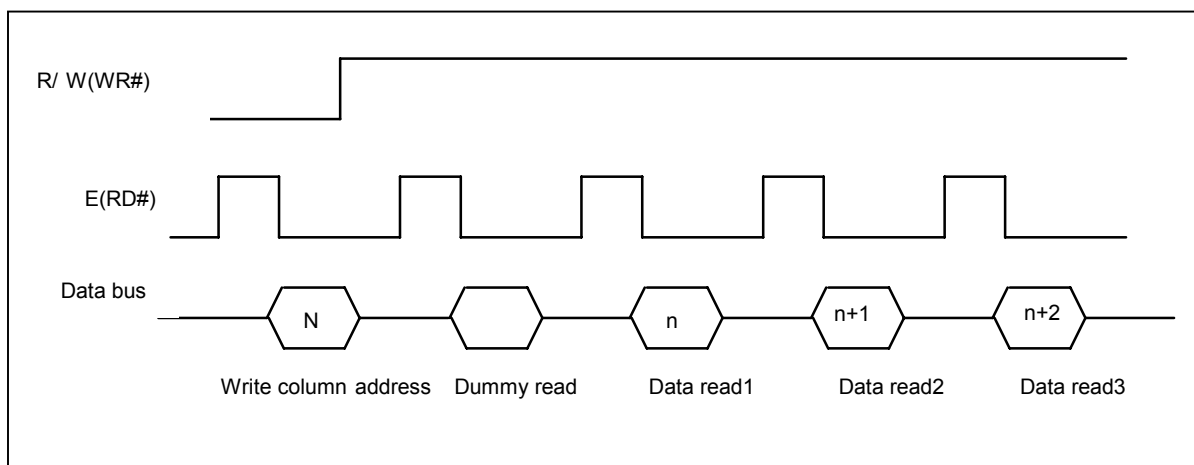 R/ W(WR#)
E(RD#)
Data bus
N
n
n+1
n+2
Write column address
Dummy read
Data read1
Data read2
Data read3